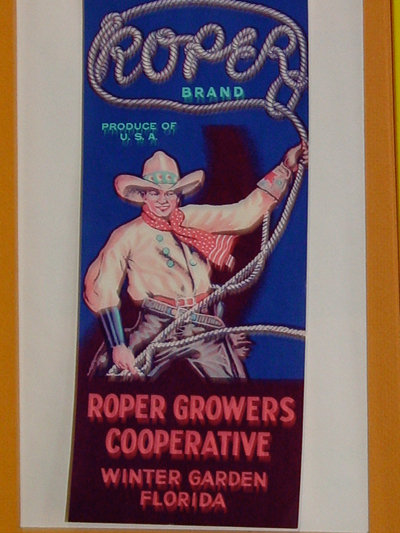 ROPER
BRAND
PRODUCE OF
U.S.A.
ROPER GROWERS
COOPERATIVE
WINTER GARDEN
FLORIDA